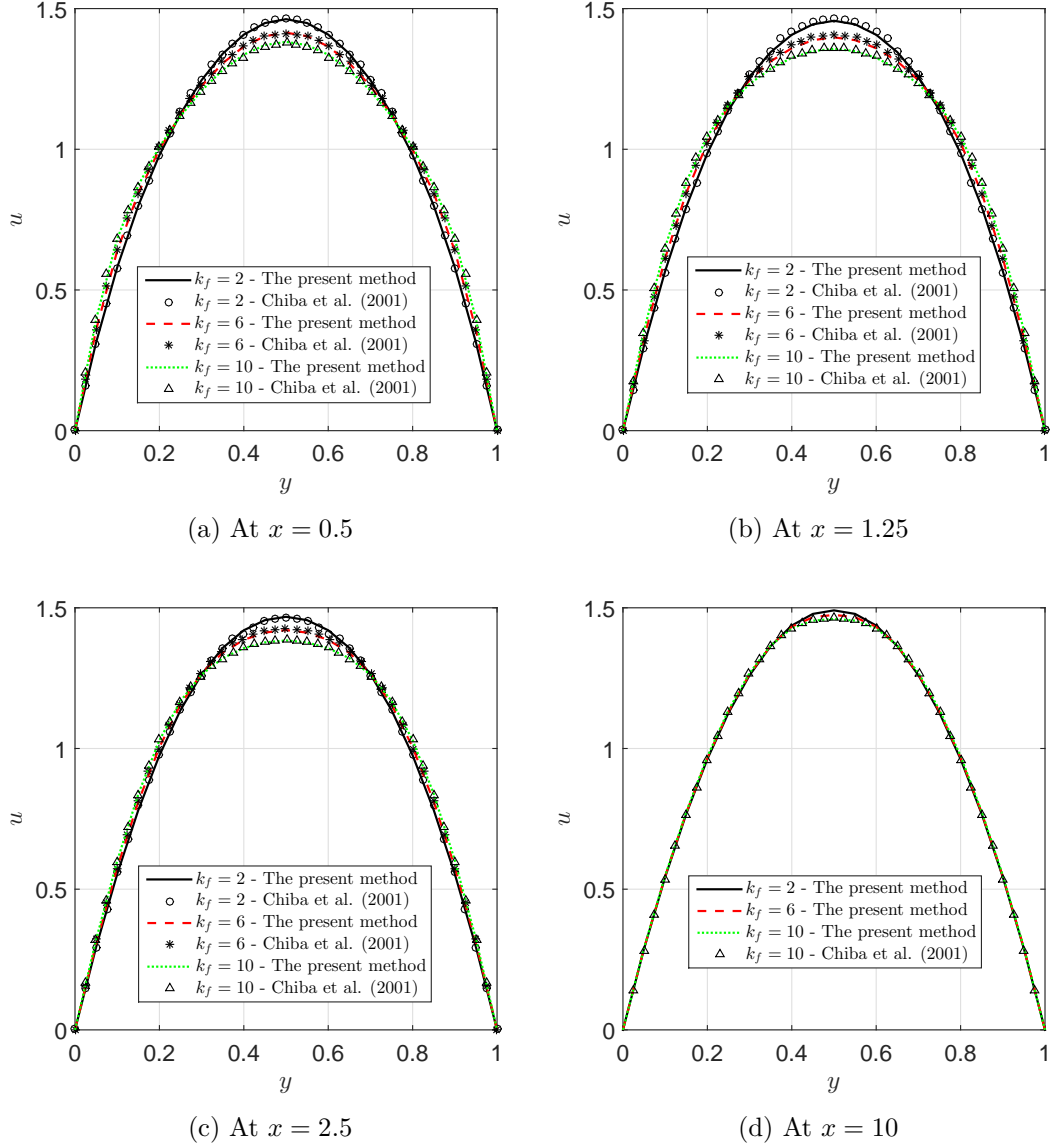 1.5
1
0.5
0
u
k_f = 2 - The present method
k_f = 2 - Chiba et al. (2001)
k_f = 6 - The present method
k_f = 6 - Chiba et al. (2001)
k_f = 10 - The present method
k_f = 10 - Chiba et al. (2001)
0 0.2 0.4 0.6 0.8 1
y
(a) At x = 0.5
1.5
1
0.5
0
u
k_f = 2 - The present method
k_f = 2 - Chiba et al. (2001)
k_f = 6 - The present method
k_f = 6 - Chiba et al. (2001)
k_f = 10 - The present method
k_f = 10 - Chiba et al. (2001)
0 0.2 0.4 0.6 0.8 1
y
(b) At x = 1.25
1.5
1
0.5
0
u
k_f = 2 - The present method
k_f = 2 - Chiba et al. (2001)
k_f = 6 - The present method
k_f = 6 - Chiba et al. (2001)
k_f = 10 - The present method
k_f = 10 - Chiba et al. (2001)
0 0.2 0.4 0.6 0.8 1
y
(c) At x = 2.5
1.5
1
0.5
0
u
k_f = 2 - The present method
k_f = 6 - The present method
k_f = 10 - The present method
k_f = 10 - Chiba et al. (2001)
0 0.2 0.4 0.6 0.8 1
y
(d) At x = 10